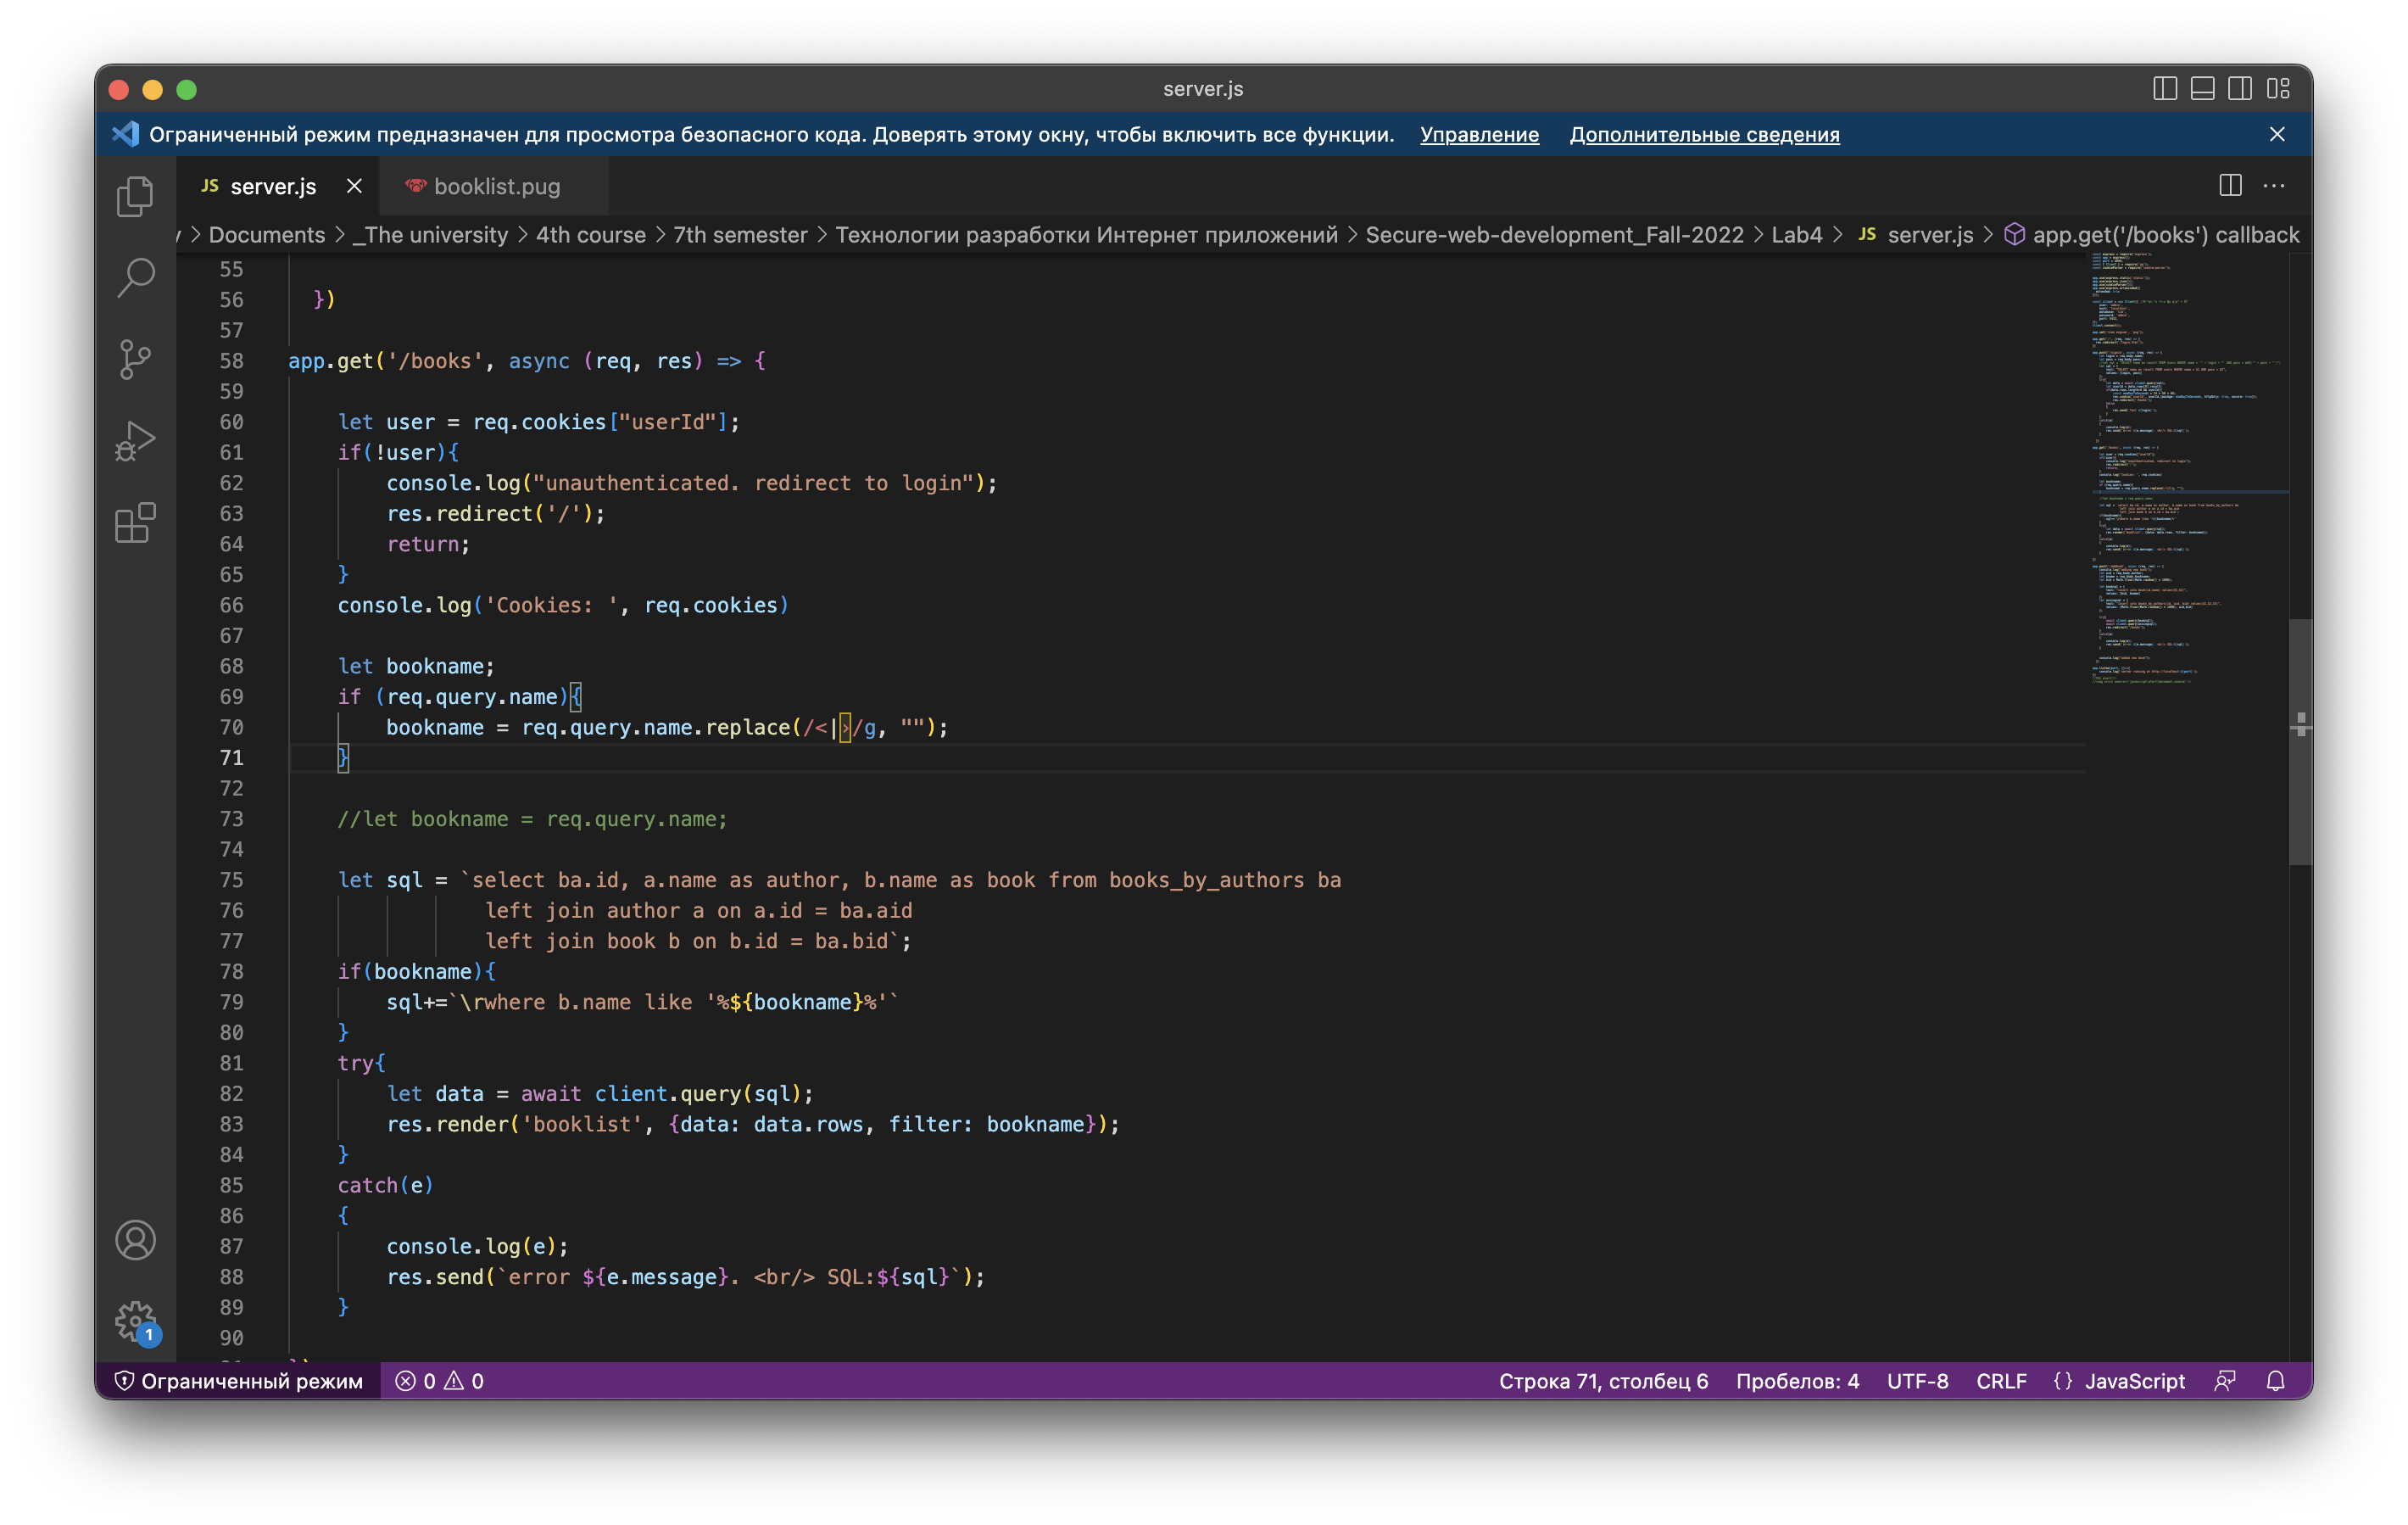 server.js
Ограниченный режим предназначен для просмотра безопасного кода. Доверять этому окну, чтобы включить все функции. Управление Дополнительные сведения
JS server.js booklist.pug
Documents > _The university > 4th course > 7th semester > Технологии разработки Интернет приложений > Secure-web-development_Fall-2022 > Lab4 > JS server.js > app.get('/books') callback
55
56 })
57
58 app.get('/books', async (req, res) => {
59
60 let user = req.cookies["userId"];
61 if(!user){
62 console.log("unauthenticated. redirect to login");
63 res.redirect('/');
64 return;
65 }
66 console.log('Cookies: ', req.cookies)
67
68 let bookname;
69 if (req.query.name){
70 bookname = req.query.name.replace(/<|>/g, "");
71 }
72
73 //let bookname = req.query.name;
74
75 let sql = `select ba.id, a.name as author, b.name as book from books_by_authors ba
76 left join author a on a.id = ba.aid
77 left join book b on b.id = ba.bid`;
78 if(bookname){
79 sql+=`\rwhere b.name like '%${bookname}%'`
80 }
81 try{
82 let data = await client.query(sql);
83 res.render('booklist', {data: data.rows, filter: bookname});
84 }
85 catch(e)
86 {
87 console.log(e);
88 res.send(`error ${e.message}. <br/> SQL:${sql}`);
89 }
90
1
Ограниченный режим 0 0 Строка 71, столбец 6 Пробелов: 4 UTF-8 CRLF {} JavaScript